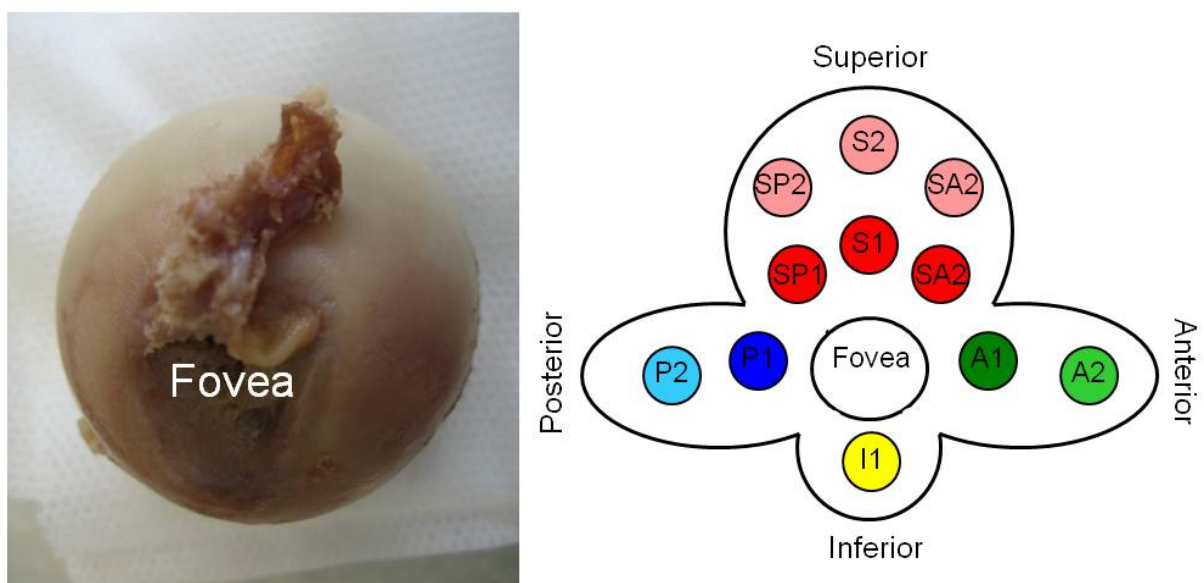 Fovea
Superior
S2
SP2
SA2
S1
SP1
SA2
Posterior
P2
P1
Fovea
A1
A2
Anterior
I1
Inferior